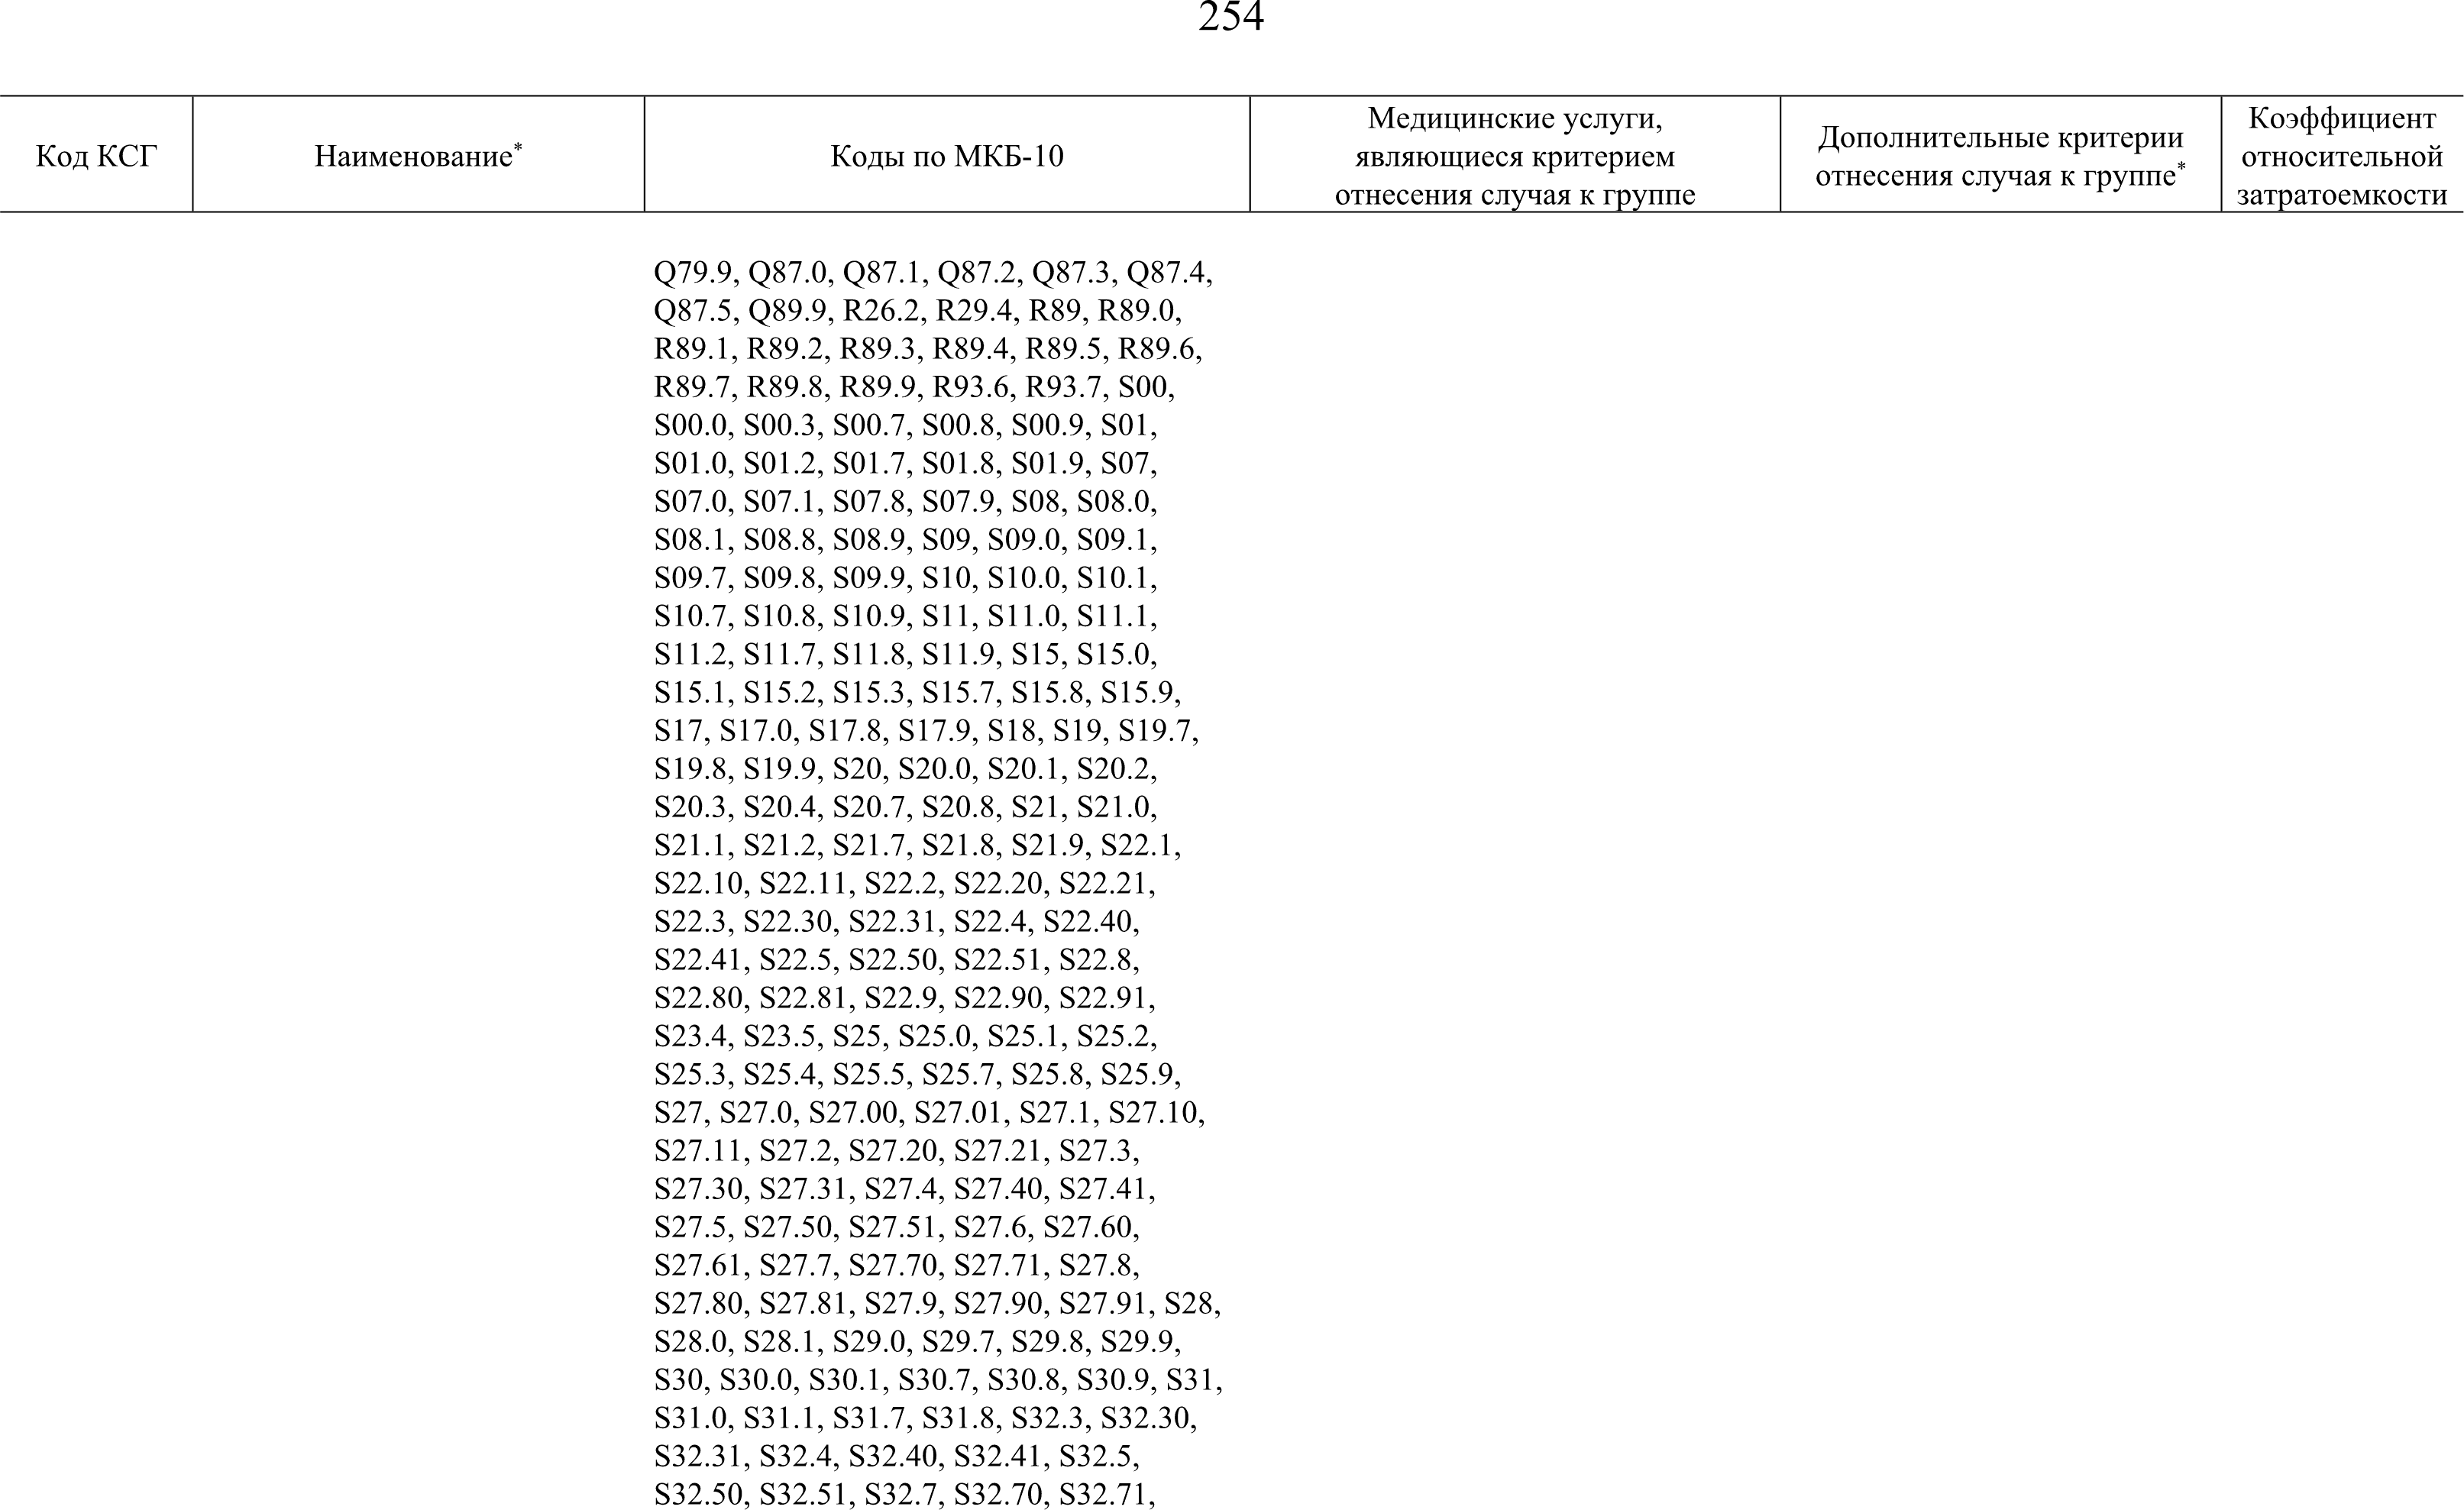 254
Код КСГ
Наименование*
Коды по МКБ-10
Медицинские услуги,
являющиеся критерием
отнесения случая к группе
Дополнительные критерии
отнесения случая к группе*
Коэффициент
относительной
затратоемкости
Q79.9, Q87.0, Q87.1, Q87.2, Q87.3, Q87.4,
Q87.5, Q89.9, R26.2, R29.4, R89, R89.0,
R89.1, R89.2, R89.3, R89.4, R89.5, R89.6,
R89.7, R89.8, R89.9, R93.6, R93.7, S00,
S00.0, S00.3, S00.7, S00.8, S00.9, S01,
S01.0, S01.2, S01.7, S01.8, S01.9, S07,
S07.0, S07.1, S07.8, S07.9, S08, S08.0,
S08.1, S08.8, S08.9, S09, S09.0, S09.1,
S09.7, S09.8, S09.9, S10, S10.0, S10.1,
S10.7, S10.8, S10.9, S11, S11.0, S11.1,
S11.2, S11.7, S11.8, S11.9, S15, S15.0,
S15.1, S15.2, S15.3, S15.7, S15.8, S15.9,
S17, S17.0, S17.8, S17.9, S18, S19, S19.7,
S19.8, S19.9, S20, S20.0, S20.1, S20.2,
S20.3, S20.4, S20.7, S20.8, S21, S21.0,
S21.1, S21.2, S21.7, S21.8, S21.9, S22.1,
S22.10, S22.11, S22.2, S22.20, S22.21,
S22.3, S22.30, S22.31, S22.4, S22.40,
S22.41, S22.5, S22.50, S22.51, S22.8,
S22.80, S22.81, S22.9, S22.90, S22.91,
S23.4, S23.5, S25, S25.0, S25.1, S25.2,
S25.3, S25.4, S25.5, S25.7, S25.8, S25.9,
S27, S27.0, S27.00, S27.01, S27.1, S27.10,
S27.11, S27.2, S27.20, S27.21, S27.3,
S27.30, S27.31, S27.4, S27.40, S27.41,
S27.5, S27.50, S27.51, S27.6, S27.60,
S27.61, S27.7, S27.70, S27.71, S27.8,
S27.80, S27.81, S27.9, S27.90, S27.91, S28,
S28.0, S28.1, S29.0, S29.7, S29.8, S29.9,
S30, S30.0, S30.1, S30.7, S30.8, S30.9, S31,
S31.0, S31.1, S31.7, S31.8, S32.3, S32.30,
S32.31, S32.4, S32.40, S32.41, S32.5,
S32.50, S32.51, S32.7, S32.70, S32.71,